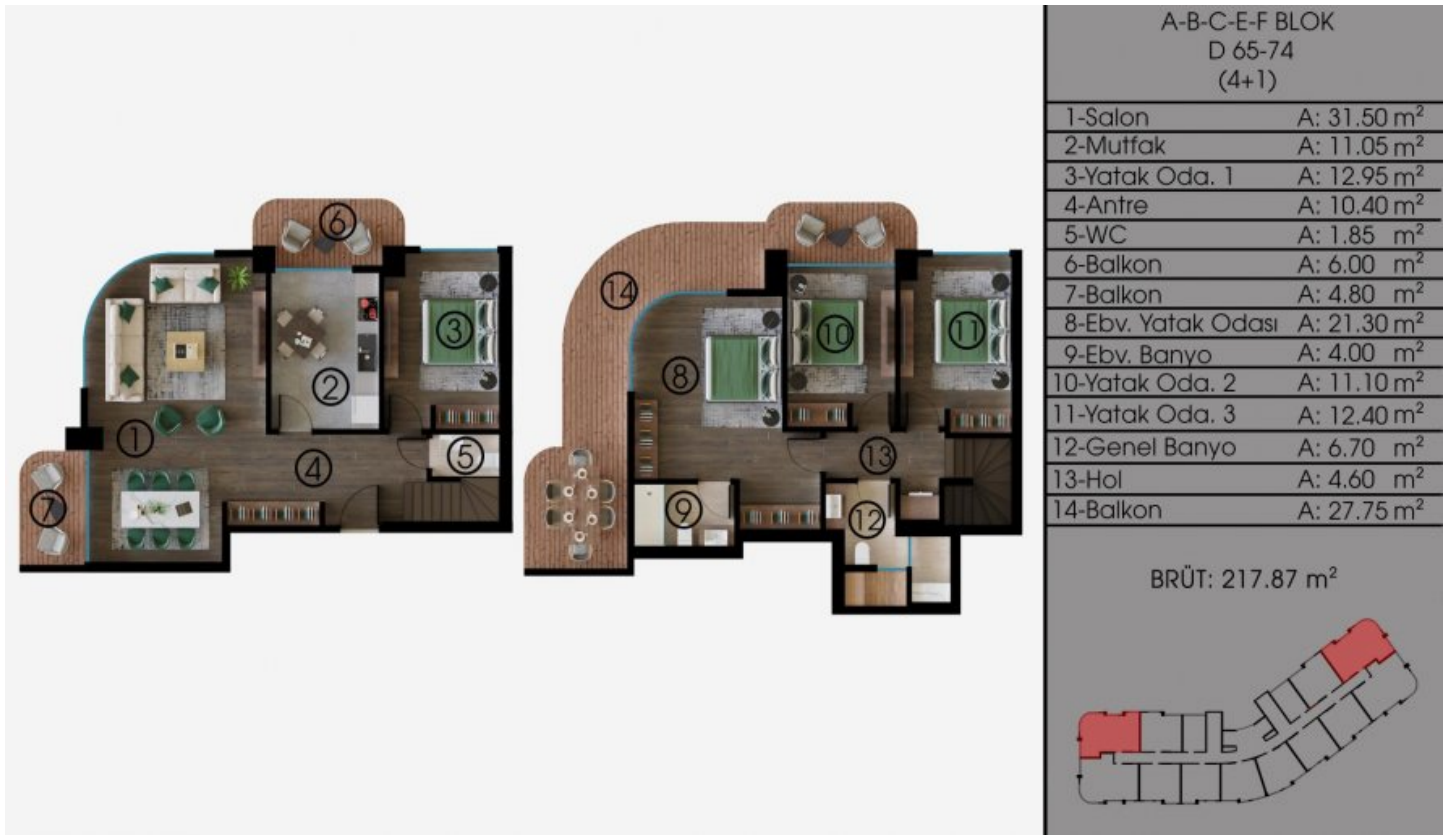 A-B-C-E-F BLOK
D 65-74
(4+1)
1-Salon A: 31.50 m²
2-Mutfak A: 11.05 m²
3-Yatak Oda. 1 A: 12.95 m²
4-Antre A: 10.40 m²
5-WC A: 1.85 m²
6-Balkon A: 6.00 m²
7-Balkon A: 4.80 m²
8-Ebv. Yatak Odası A: 21.30 m²
9-Ebv. Banyo A: 4.00 m²
10-Yatak Oda. 2 A: 11.10 m²
11-Yatak Oda. 3 A: 12.40 m²
12-Genel Banyo A: 6.70 m²
13-Hol A: 4.60 m²
14-Balkon A: 27.75 m²
BRÜT: 217.87 m²
6
3
2
1
4
5
7
14
10
11
8
13
9
12